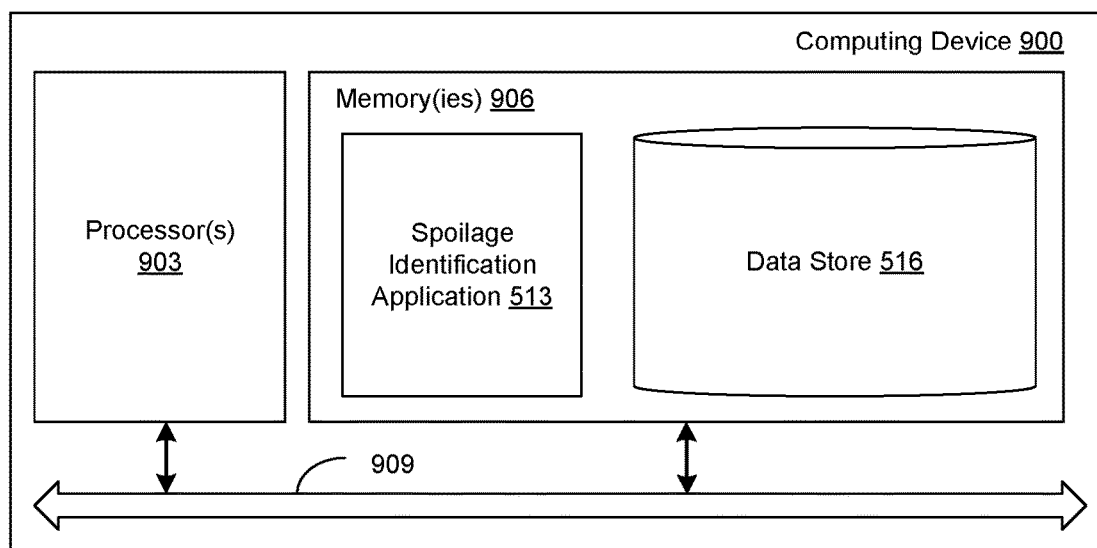 Computing Device 900
Memory(ies) 906
Processor(s)
903
Spoilage
Identification
Application 513
Data Store 516
909